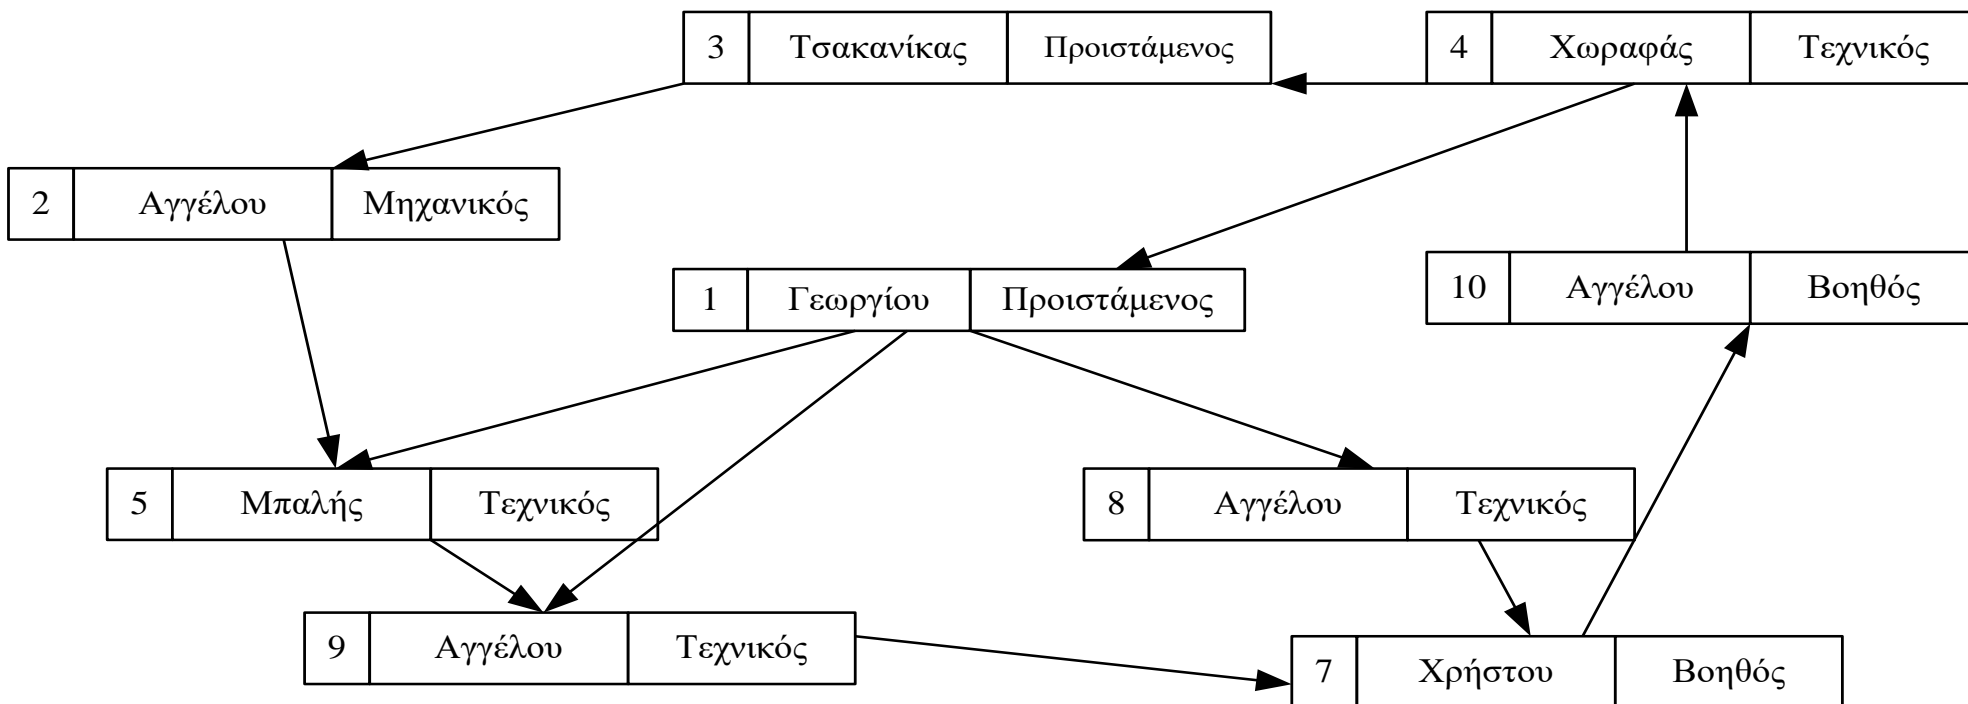 3 Τσακανίκας Προιστάμενος
4 Χωραφάς Τεχνικός
2 Αγγέλου Μηχανικός
1 Γεωργίου Προιστάμενος
10 Αγγέλου Βοηθός
5 Μπαλής Τεχνικός
8 Αγγέλου Τεχνικός
9 Αγγέλου Τεχνικός
7 Χρήστου Βοηθός